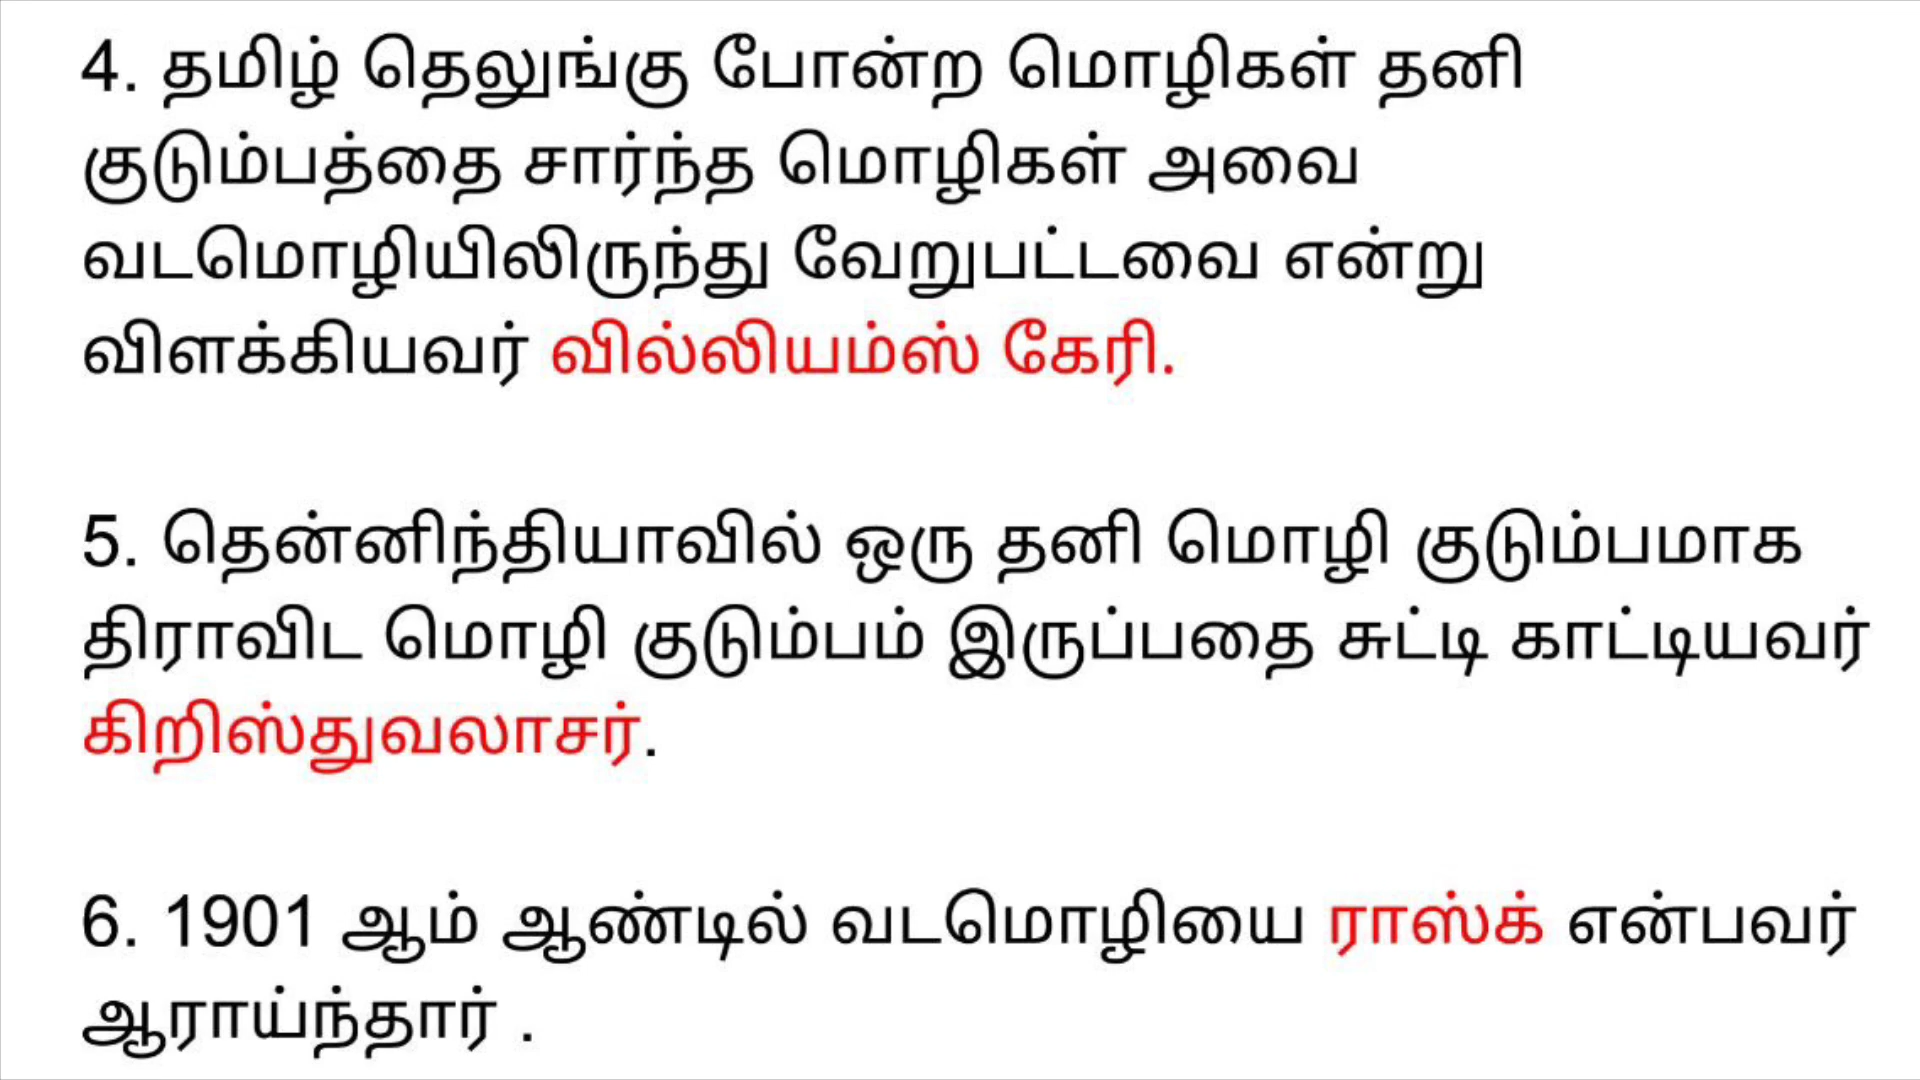 4. தமிழ் தெலுங்கு போன்ற மொழிகள் தனி
குடும்பத்தை சார்ந்த மொழிகள் அவை
வடமொழியிலிருந்து வேறுபட்டவை என்று
விளக்கியவர் வில்லியம்ஸ் கேரி.
5. தென்னிந்தியாவில் ஒரு தனி மொழி குடும்பமாக
திராவிட மொழி குடும்பம் இருப்பதை சுட்டி காட்டியவர்
கிறிஸ்துவலாசர்.
6. 1901 ஆம் ஆண்டில் வடமொழியை ராஸ்க் என்பவர்
ஆராய்ந்தார் .